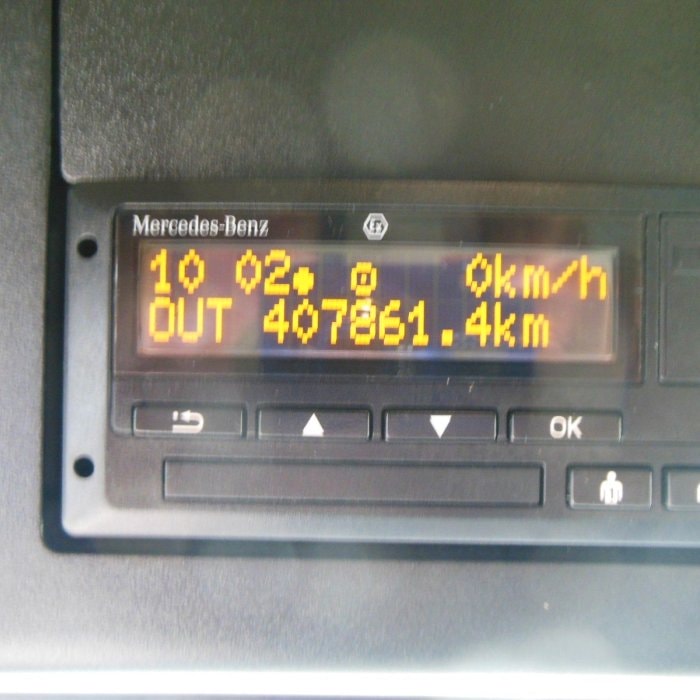 Mercedes-Benz
10 02● 0km/h
OUT 407861.4km
OK